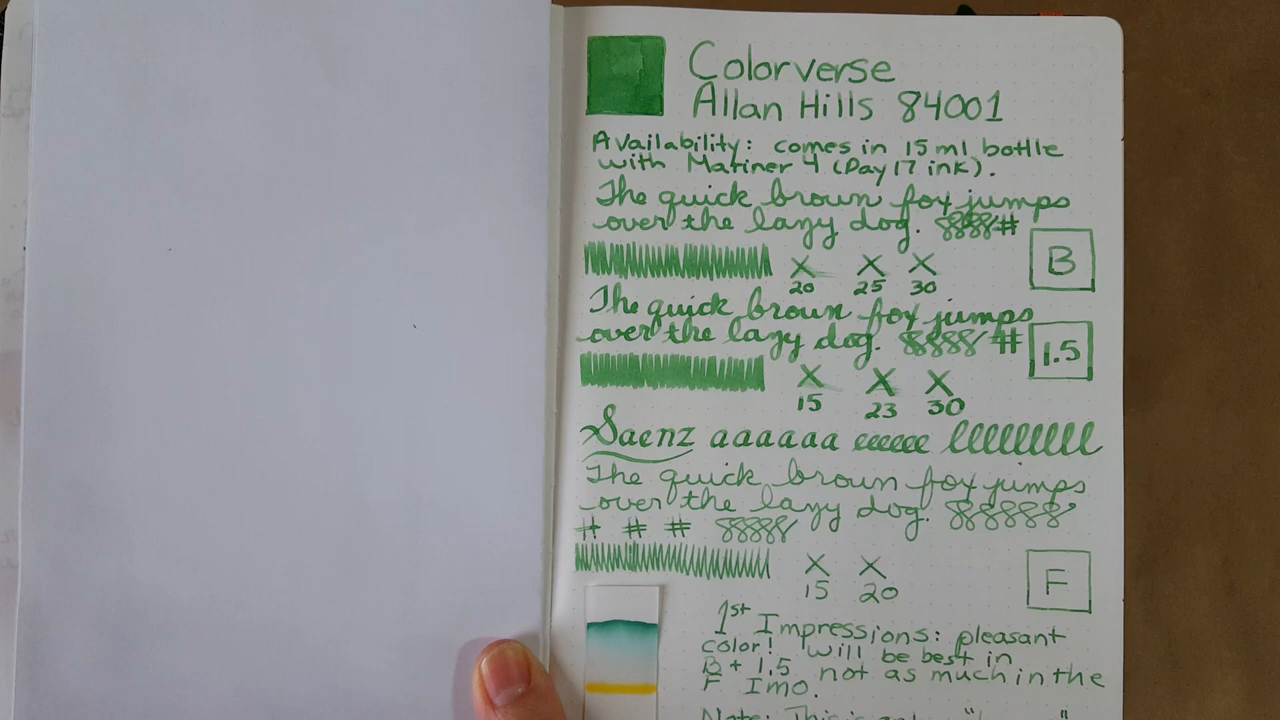 Colorverse
Allan Hills 84001
Availability: comes in 15 ml bottle
with Mariner 4 (Day 17 ink).
The quick brown fox jumps
over the lazy dog. 8888#
B
X X X
20 25 30
The quick brown fox jumps
over the lazy dog. 8888 #
1.5
X X X
15 23 30
Saenz aaaaaa eeeeee llllllllll
The quick brown fox jumps
over the lazy dog. 88888
# # # 88888
X X
15 20
F
1st Impressions: pleasant
color! will be best in
B + 1.5 not as much in the
F Imo.
Note: This is